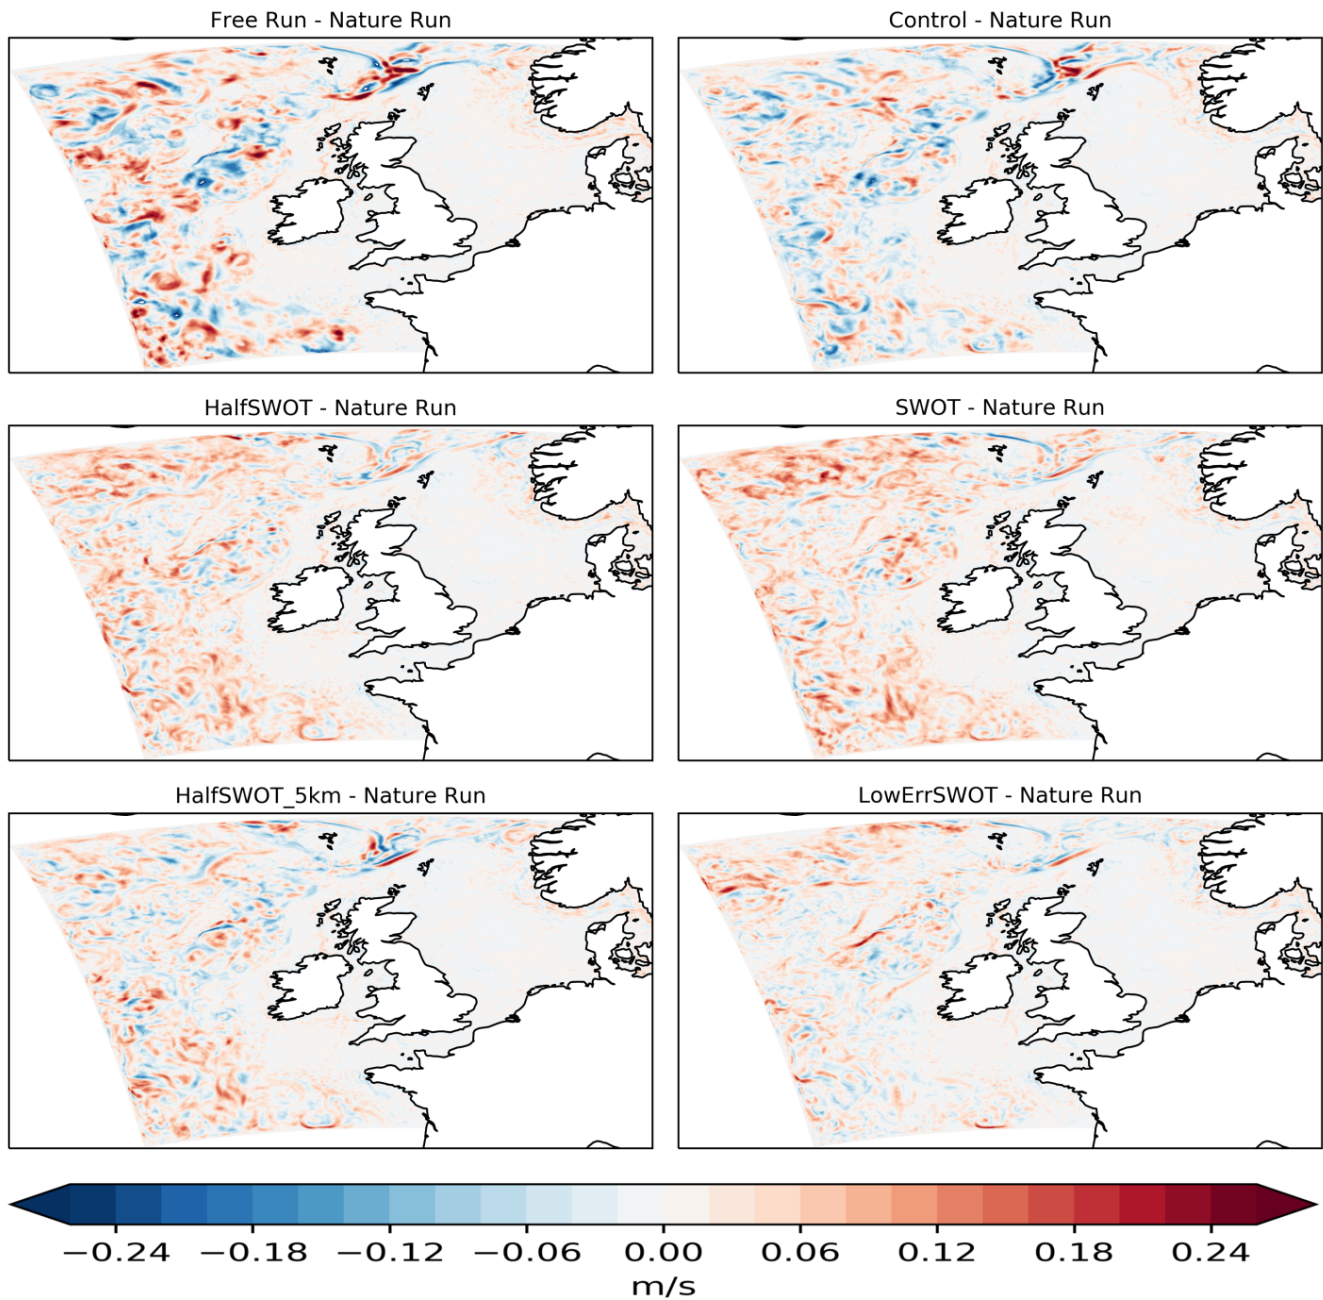 Free Run - Nature Run
Control - Nature Run
HalfSWOT - Nature Run
SWOT - Nature Run
HalfSWOT_5km - Nature Run
LowErrSWOT - Nature Run
−0.24 −0.18 −0.12 −0.06 0.00 0.06 0.12 0.18 0.24
m/s